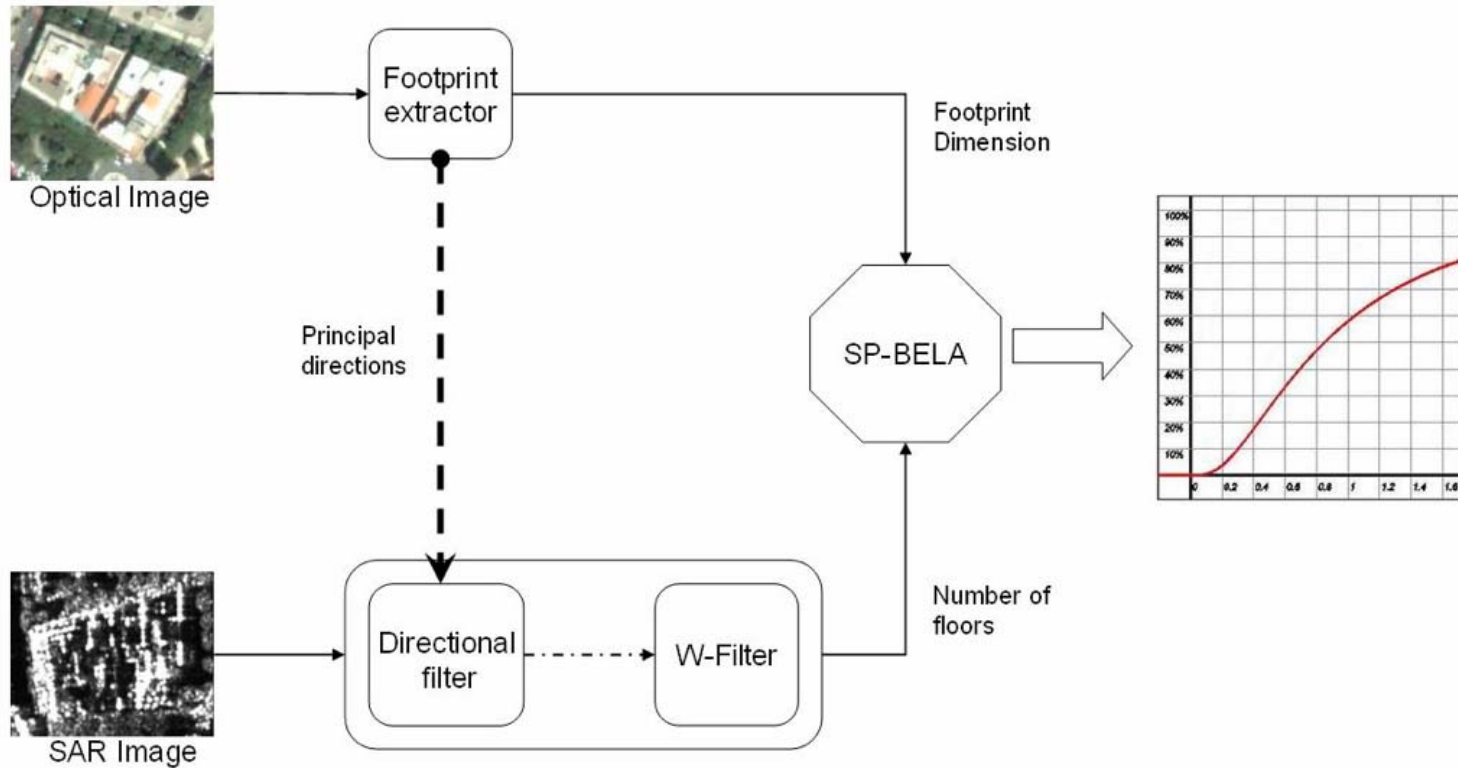 Optical Image
Footprint
extractor
Footprint
Dimension
Principal
directions
SP-BELA
100%
90%
80%
70%
60%
50%
40%
30%
20%
10%
0 0.2 0.4 0.6 0.8 1 1.2 1.4 1.6
SAR Image
Directional
filter
W-Filter
Number of
floors